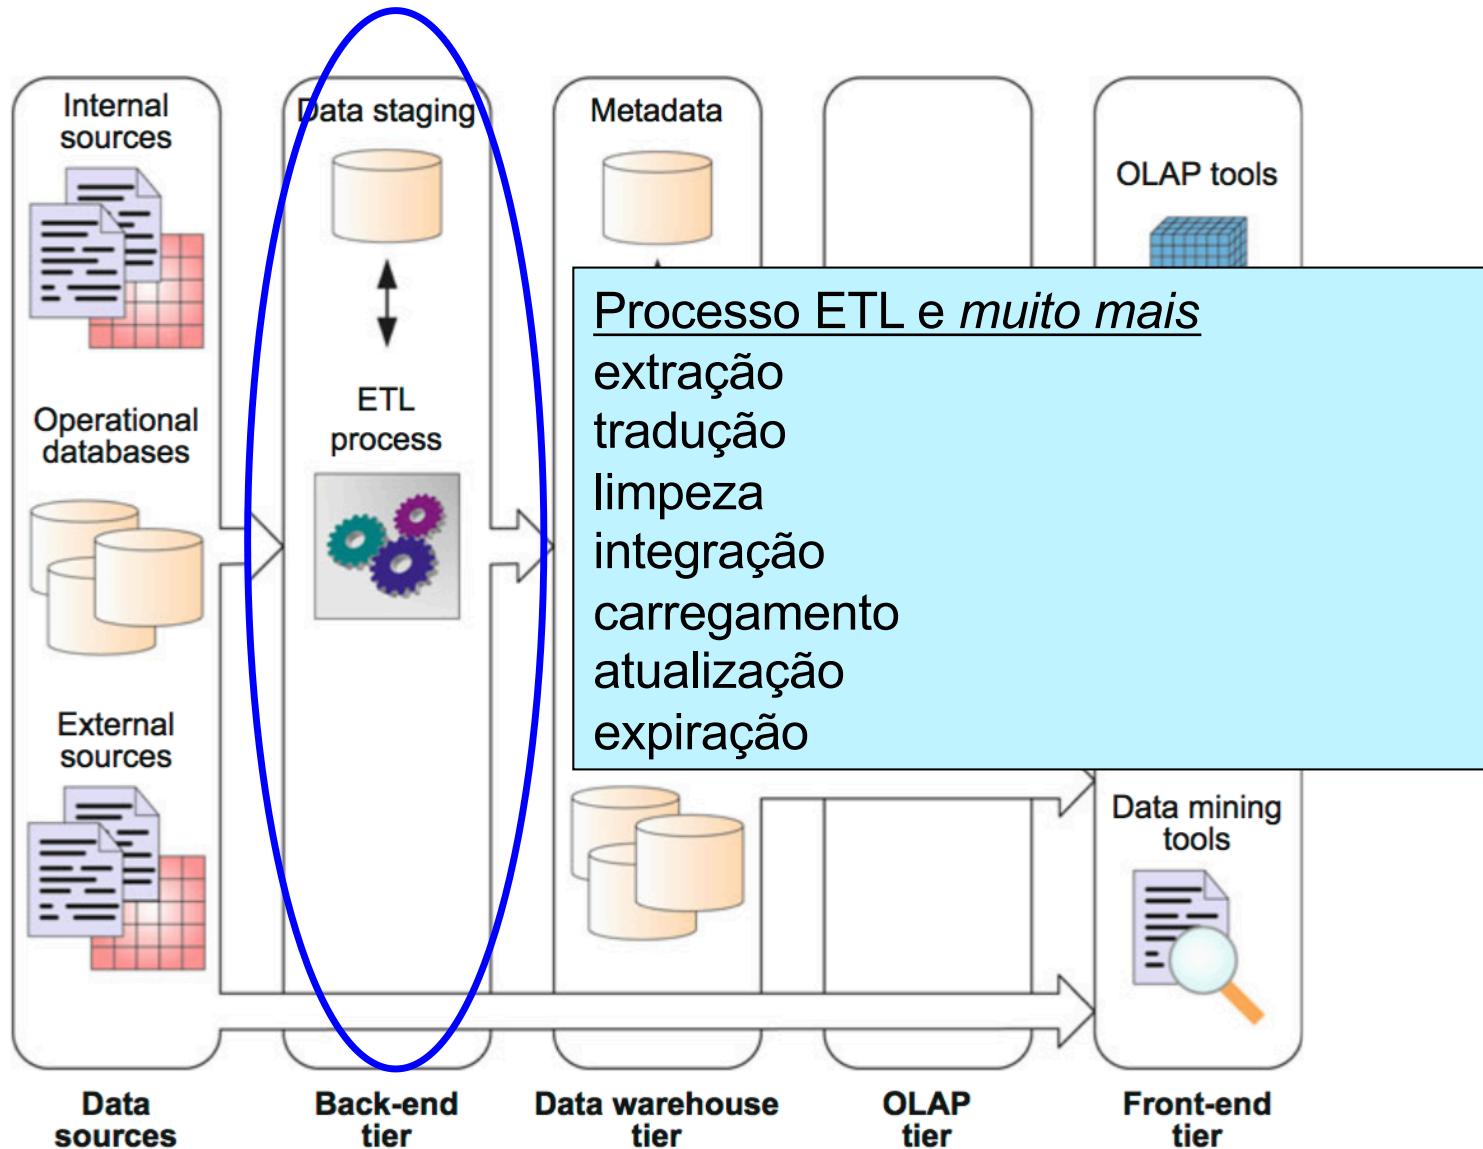 Internal
sources
Operational
databases
External
sources
Data staging
ETL
process
Metadata
Processo ETL e muito mais
extração
tradução
limpeza
integração
carregamento
atualização
expiração
OLAP tools
Data mining
tools
Data
sources
Back-end
tier
Data warehouse
tier
OLAP
tier
Front-end
tier